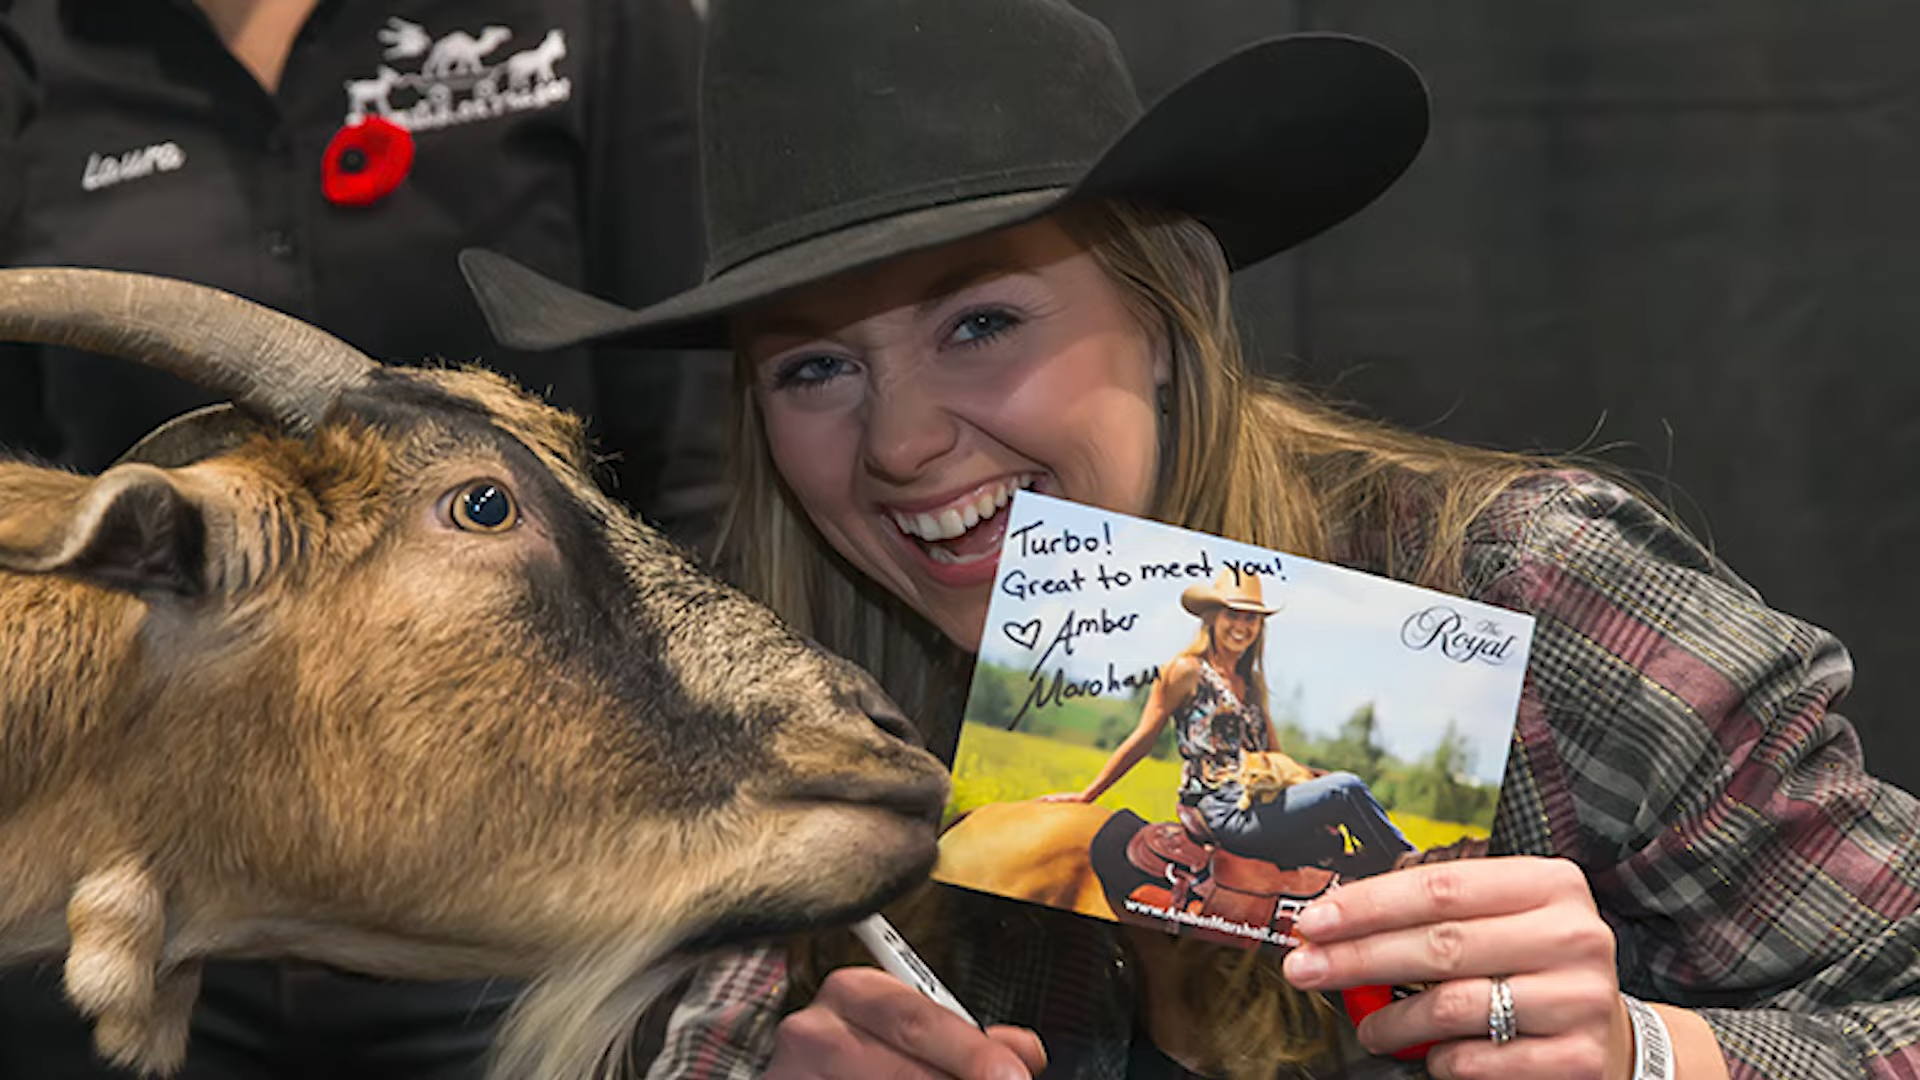 Laura
Turbo!
Great to meet you!
♡ Amber
Marshall
The
Royal
www.AmberMarshall.com